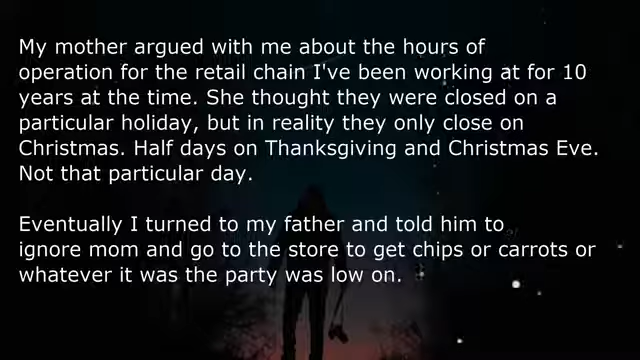 My mother argued with me about the hours of
operation for the retail chain I've been working at for 10
years at the time. She thought they were closed on a
particular holiday, but in reality they only close on
Christmas. Half days on Thanksgiving and Christmas Eve.
Not that particular day.
Eventually I turned to my father and told him to
ignore mom and go to the store to get chips or carrots or
whatever it was the party was low on.